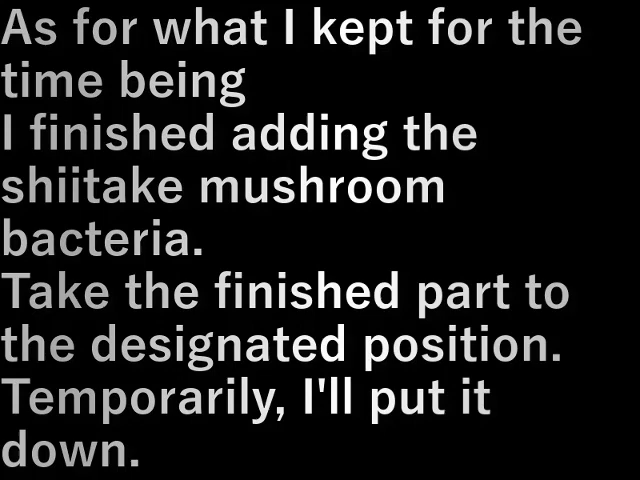 As for what I kept for the
time being
I finished adding the
shiitake mushroom
bacteria.
Take the finished part to
the designated position.
Temporarily, I'll put it
down.